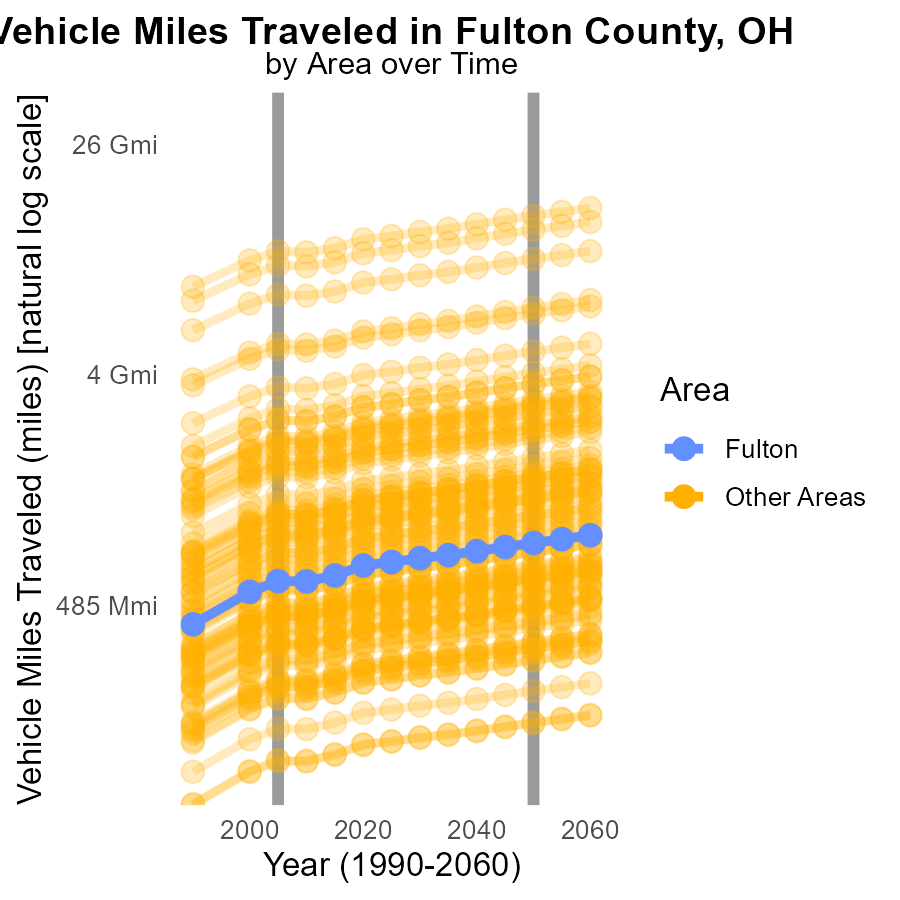 Vehicle Miles Traveled in Fulton County, OH
by Area over Time
Vehicle Miles Traveled (miles) [natural log scale]
26 Gmi
4 Gmi
485 Mmi
2000 2020 2040 2060
Year (1990-2060)
Area
Fulton
Other Areas